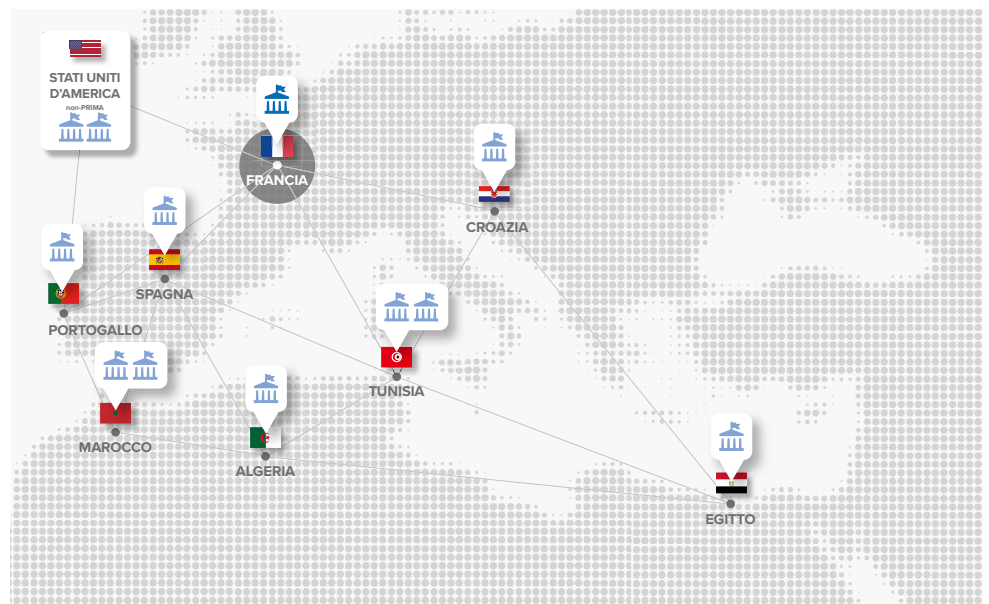 STATI UNITI
D'AMERICA
non-PRIMA
FRANCIA
CROAZIA
SPAGNA
PORTOGALLO
TUNISIA
MAROCCO
ALGERIA
EGITTO